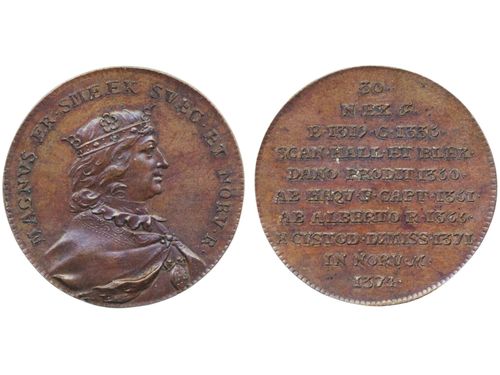 MAGNUS ER·SMEEK SVEC·ET NORV·R
30·
N·EX F·
B·1319·C·1336·
SCAN·HALL·ET BLEK·
DANO PRODIT·1360·
AB HAQV·F·CAPT·1361
AB ALBERTO R·1365·
E CUSTOD·DIMISS·1371
IN NORV·M·
1374·